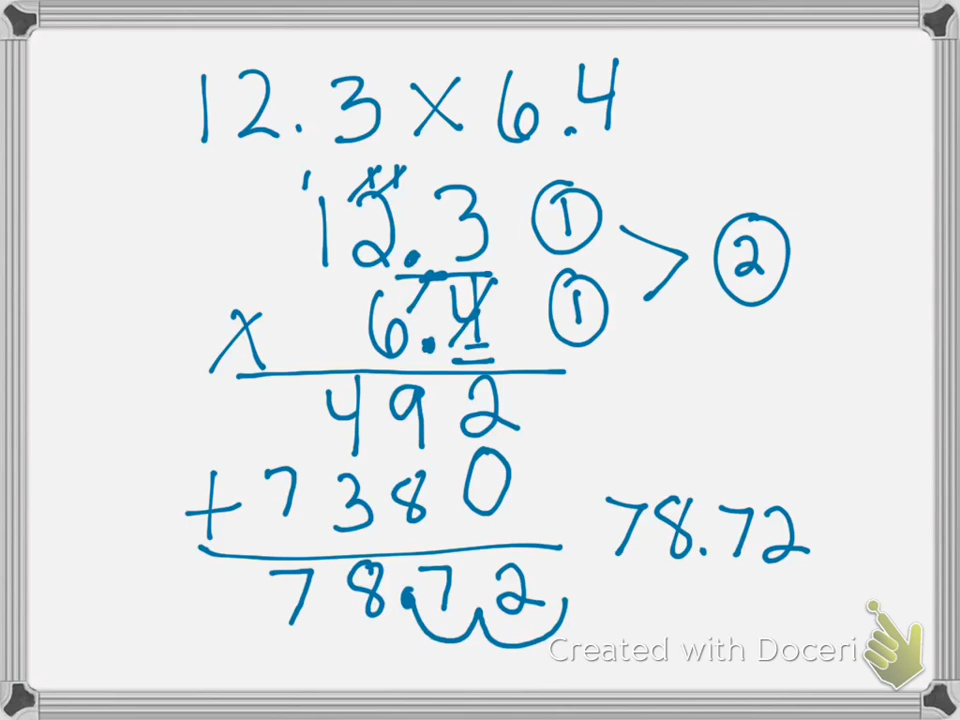 12.3 × 6.4
12.3 ① > ②
× 6.4 ①
492
+ 7380
78.72
78.72
Created with Doceri